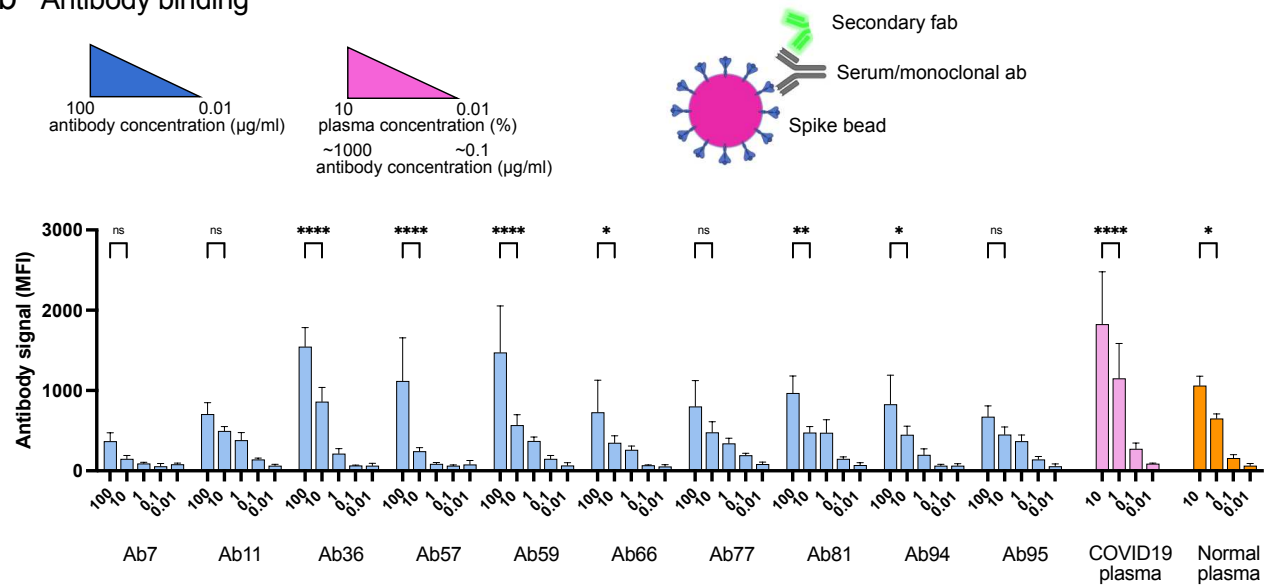 b Antibody binding
100 0.01
antibody concentration (µg/ml)
10 0.01
plasma concentration (%)
~1000 ~0.1
antibody concentration (µg/ml)
Secondary fab
Serum/monoclonal ab
Spike bead
Antibody signal (MFI)
3000
2000
1000
0
ns ns **** **** **** * ns ** * ns **** *
100 10 1 0.1 0.01 100 10 1 0.1 0.01 100 10 1 0.1 0.01 100 10 1 0.1 0.01 100 10 1 0.1 0.01 100 10 1 0.1 0.01 100 10 1 0.1 0.01 100 10 1 0.1 0.01 100 10 1 0.1 0.01 100 10 1 0.1 0.01 10 1 0.1 0.01 10 1 0.1 0.01
Ab7 Ab11 Ab36 Ab57 Ab59 Ab66 Ab77 Ab81 Ab94 Ab95 COVID19 Normal
plasma plasma